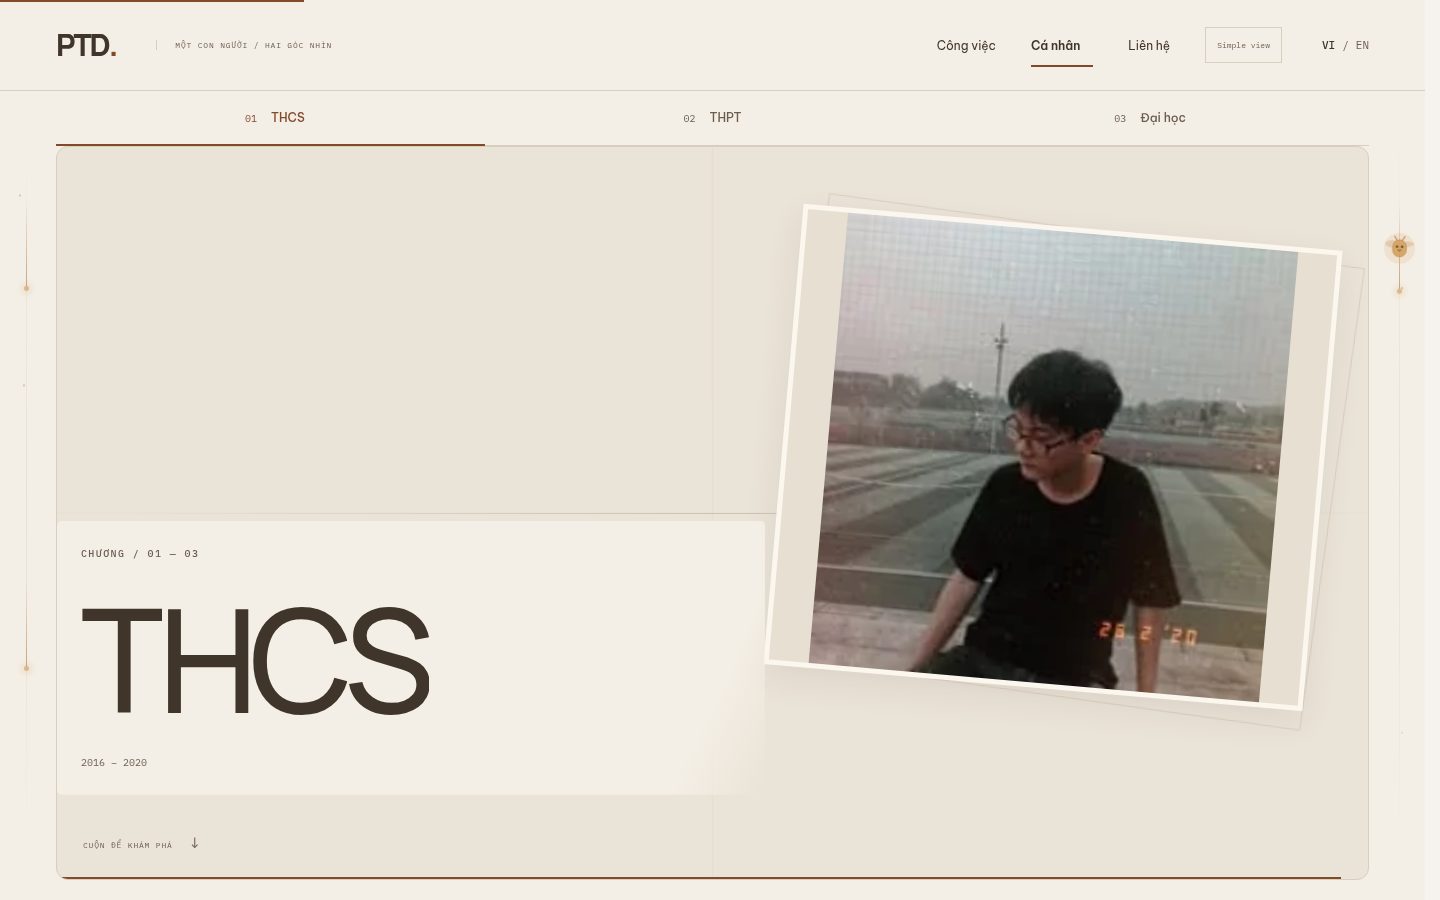 PTD.
MỘT CON NGƯỜI / HAI GÓC NHÌN
Công việc
Cá nhân
Liên hệ
Simple view
VI / EN
01 THCS
02 THPT
03 Đại học
CHƯƠNG / 01 — 03
THCS
2016 – 2020
CUỘN ĐỂ KHÁM PHÁ ↓
26 2 '20